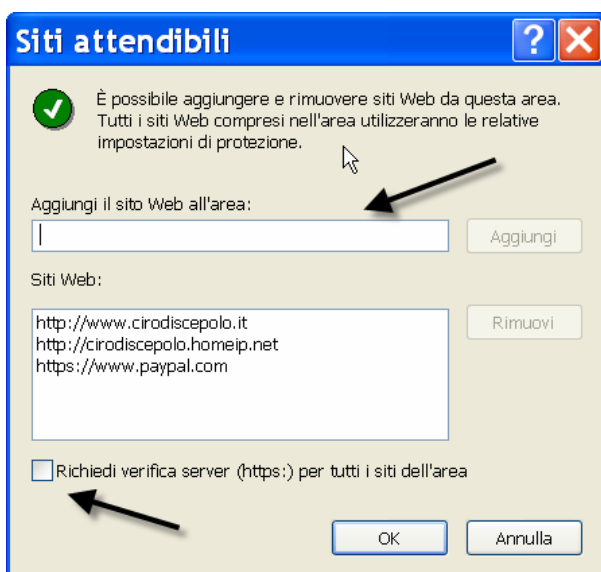 Siti attendibili
È possibile aggiungere e rimuovere siti Web da questa area.
Tutti i siti Web compresi nell'area utilizzeranno le relative
impostazioni di protezione.
Aggiungi il sito Web all'area:
Aggiungi
Siti Web:
http://www.cirodiscepolo.it
http://cirodiscepolo.homeip.net
https://www.paypal.com
Rimuovi
Richiedi verifica server (https:) per tutti i siti dell'area
OK
Annulla